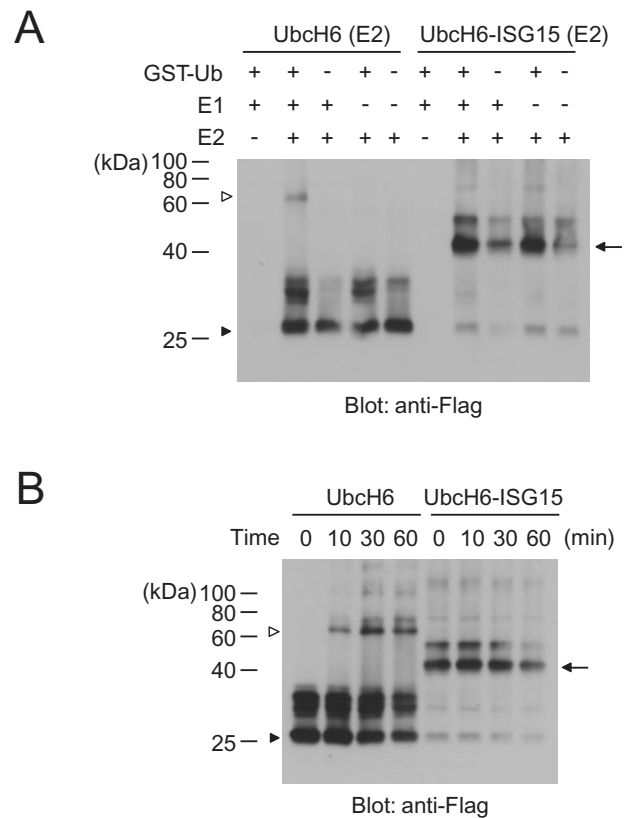 A
UbcH6 (E2) UbcH6-ISG15 (E2)
GST-Ub + + - + - + + - + -
E1 + + + - - + + + - -
E2 - + + + + - + + + +
(kDa) 100
80
60
40
25
Blot: anti-Flag
B
UbcH6 UbcH6-ISG15
Time 0 10 30 60 0 10 30 60 (min)
(kDa) 100
80
60
40
25
Blot: anti-Flag